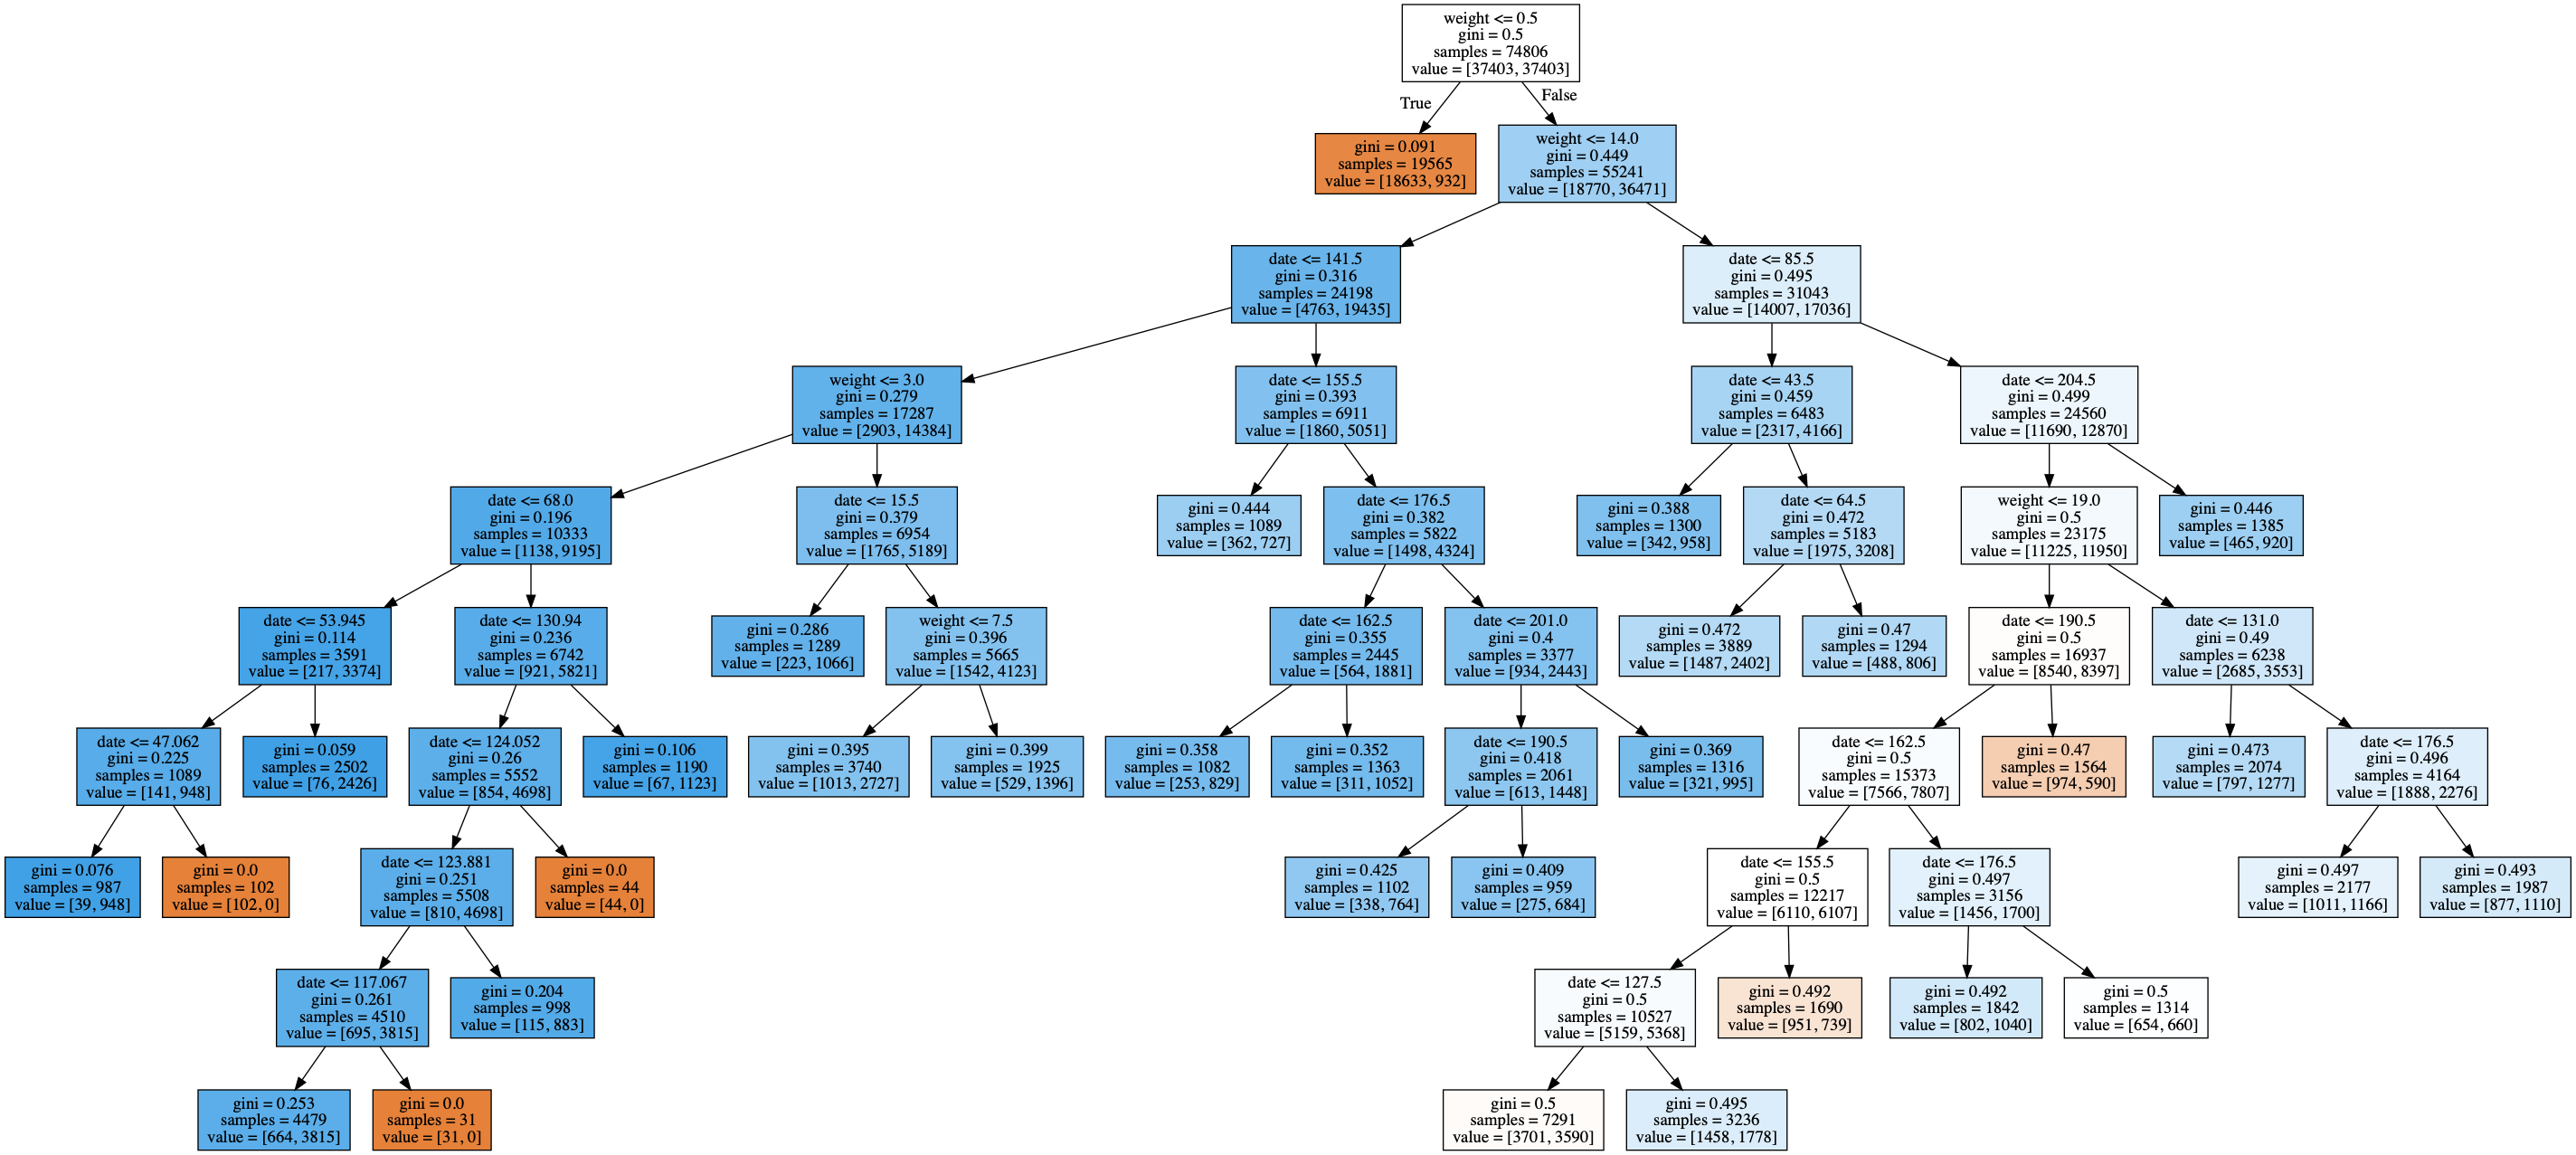 weight <= 0.5
gini = 0.5
samples = 74806
value = [37403, 37403]
True
False
gini = 0.091
samples = 19565
value = [18633, 932]
weight <= 14.0
gini = 0.449
samples = 55241
value = [18770, 36471]
date <= 141.5
gini = 0.316
samples = 24198
value = [4763, 19435]
date <= 85.5
gini = 0.495
samples = 31043
value = [14007, 17036]
weight <= 3.0
gini = 0.279
samples = 17287
value = [2903, 14384]
date <= 155.5
gini = 0.393
samples = 6911
value = [1860, 5051]
date <= 43.5
gini = 0.459
samples = 6483
value = [2317, 4166]
date <= 204.5
gini = 0.499
samples = 24560
value = [11690, 12870]
date <= 68.0
gini = 0.196
samples = 10333
value = [1138, 9195]
date <= 15.5
gini = 0.379
samples = 6954
value = [1765, 5189]
gini = 0.444
samples = 1089
value = [362, 727]
date <= 176.5
gini = 0.382
samples = 5822
value = [1498, 4324]
gini = 0.388
samples = 1300
value = [342, 958]
date <= 64.5
gini = 0.472
samples = 5183
value = [1975, 3208]
weight <= 19.0
gini = 0.5
samples = 23175
value = [11225, 11950]
gini = 0.446
samples = 1385
value = [465, 920]
date <= 53.945
gini = 0.114
samples = 3591
value = [217, 3374]
date <= 130.94
gini = 0.236
samples = 6742
value = [921, 5821]
gini = 0.286
samples = 1289
value = [223, 1066]
weight <= 7.5
gini = 0.396
samples = 5665
value = [1542, 4123]
date <= 162.5
gini = 0.355
samples = 2445
value = [564, 1881]
date <= 201.0
gini = 0.4
samples = 3377
value = [934, 2443]
gini = 0.472
samples = 3889
value = [1487, 2402]
gini = 0.47
samples = 1294
value = [488, 806]
date <= 190.5
gini = 0.5
samples = 16937
value = [8540, 8397]
date <= 131.0
gini = 0.49
samples = 6238
value = [2685, 3553]
date <= 47.062
gini = 0.225
samples = 1089
value = [141, 948]
gini = 0.059
samples = 2502
value = [76, 2426]
date <= 124.052
gini = 0.26
samples = 5552
value = [854, 4698]
gini = 0.106
samples = 1190
value = [67, 1123]
gini = 0.395
samples = 3740
value = [1013, 2727]
gini = 0.399
samples = 1925
value = [529, 1396]
gini = 0.358
samples = 1082
value = [253, 829]
gini = 0.352
samples = 1363
value = [311, 1052]
date <= 190.5
gini = 0.418
samples = 2061
value = [613, 1448]
gini = 0.369
samples = 1316
value = [321, 995]
date <= 162.5
gini = 0.5
samples = 15373
value = [7566, 7807]
gini = 0.47
samples = 1564
value = [974, 590]
gini = 0.473
samples = 2074
value = [797, 1277]
date <= 176.5
gini = 0.496
samples = 4164
value = [1888, 2276]
gini = 0.076
samples = 987
value = [39, 948]
gini = 0.0
samples = 102
value = [102, 0]
date <= 123.881
gini = 0.251
samples = 5508
value = [810, 4698]
gini = 0.0
samples = 44
value = [44, 0]
gini = 0.425
samples = 1102
value = [338, 764]
gini = 0.409
samples = 959
value = [275, 684]
date <= 155.5
gini = 0.5
samples = 12217
value = [6110, 6107]
date <= 176.5
gini = 0.497
samples = 3156
value = [1456, 1700]
gini = 0.497
samples = 2177
value = [1011, 1166]
gini = 0.493
samples = 1987
value = [877, 1110]
date <= 117.067
gini = 0.261
samples = 4510
value = [695, 3815]
gini = 0.204
samples = 998
value = [115, 883]
date <= 127.5
gini = 0.5
samples = 10527
value = [5159, 5368]
gini = 0.492
samples = 1690
value = [951, 739]
gini = 0.492
samples = 1842
value = [802, 1040]
gini = 0.5
samples = 1314
value = [654, 660]
gini = 0.253
samples = 4479
value = [664, 3815]
gini = 0.0
samples = 31
value = [31, 0]
gini = 0.5
samples = 7291
value = [3701, 3590]
gini = 0.495
samples = 3236
value = [1458, 1778]